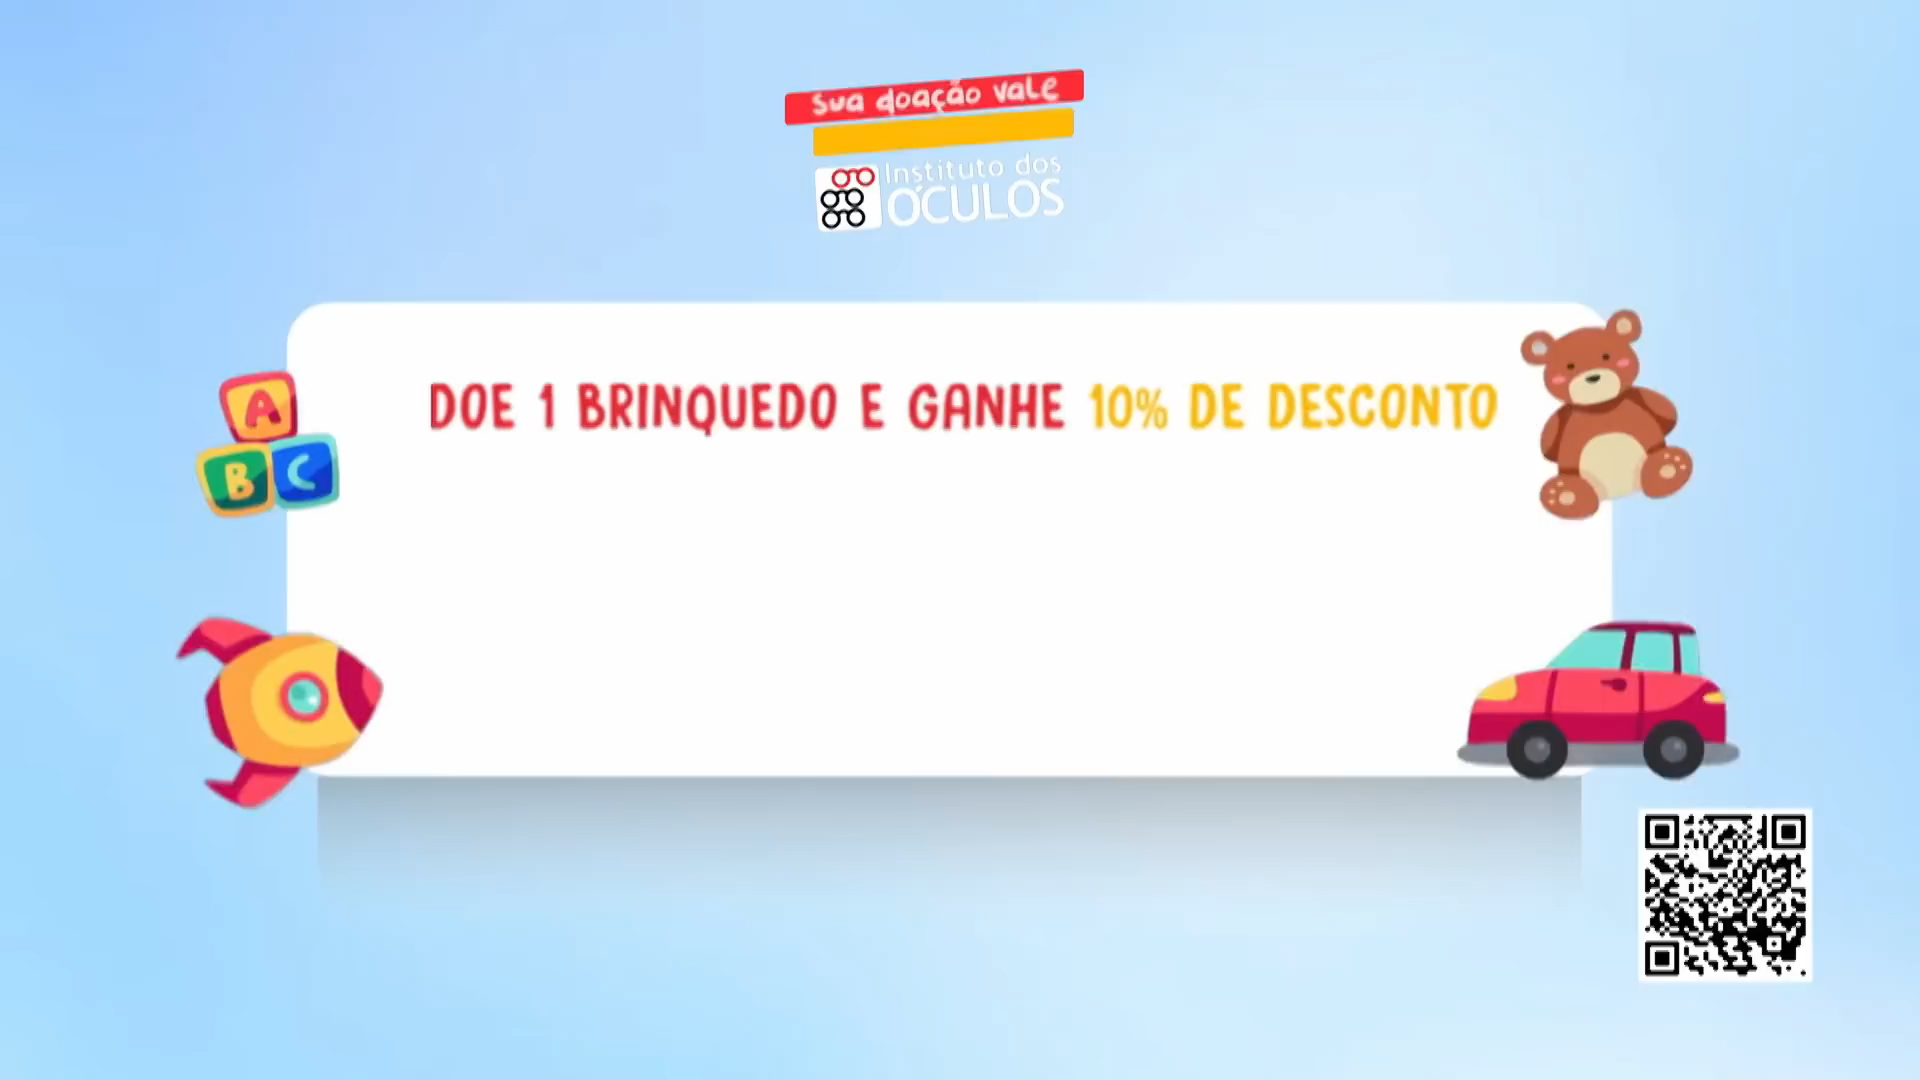 sua doação vale
Instituto dos
ÓCULOS
DOE 1 BRINQUEDO E GANHE 10% DE DESCONTO
A
B C